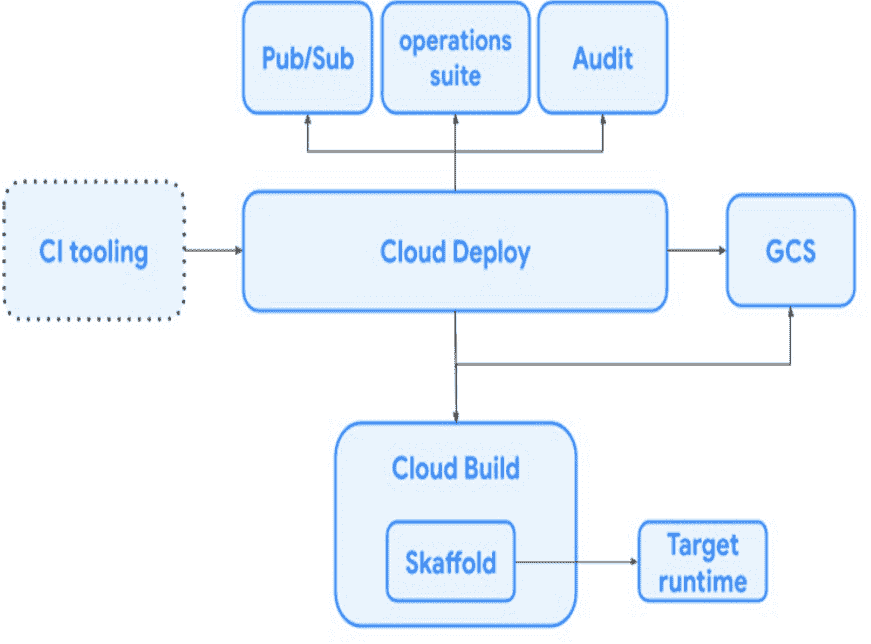 Pub/Sub
operations
suite
Audit
CI tooling
Cloud Deploy
GCS
Cloud Build
Skaffold
Target
runtime